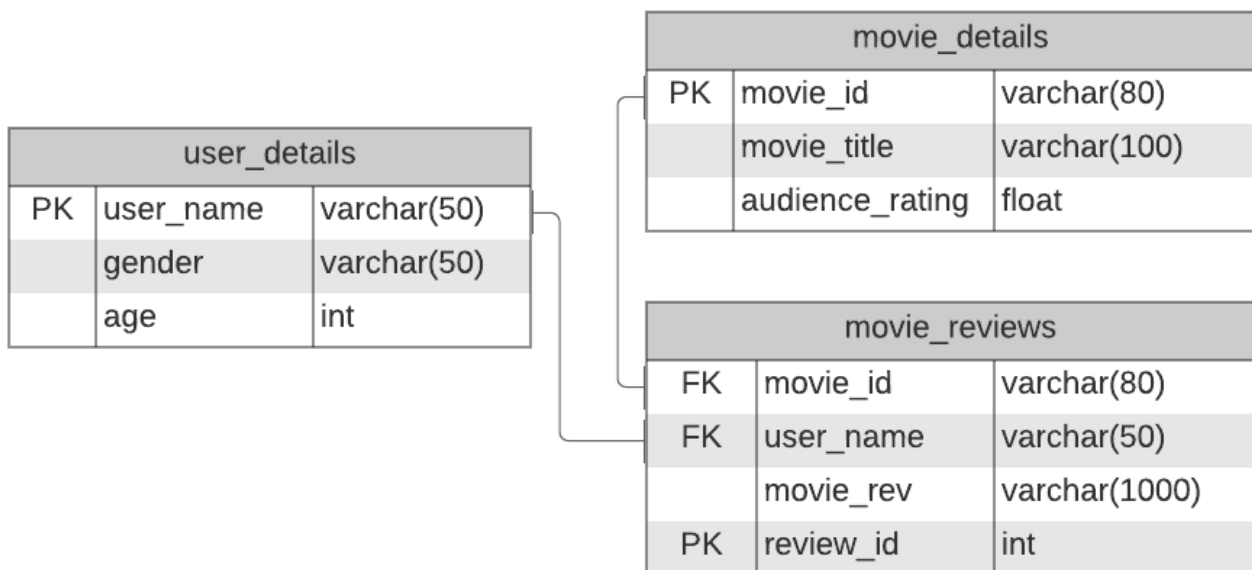 user_details
PK user_name varchar(50)
gender varchar(50)
age int
movie_details
PK movie_id varchar(80)
movie_title varchar(100)
audience_rating float
movie_reviews
FK movie_id varchar(80)
FK user_name varchar(50)
movie_rev varchar(1000)
PK review_id int